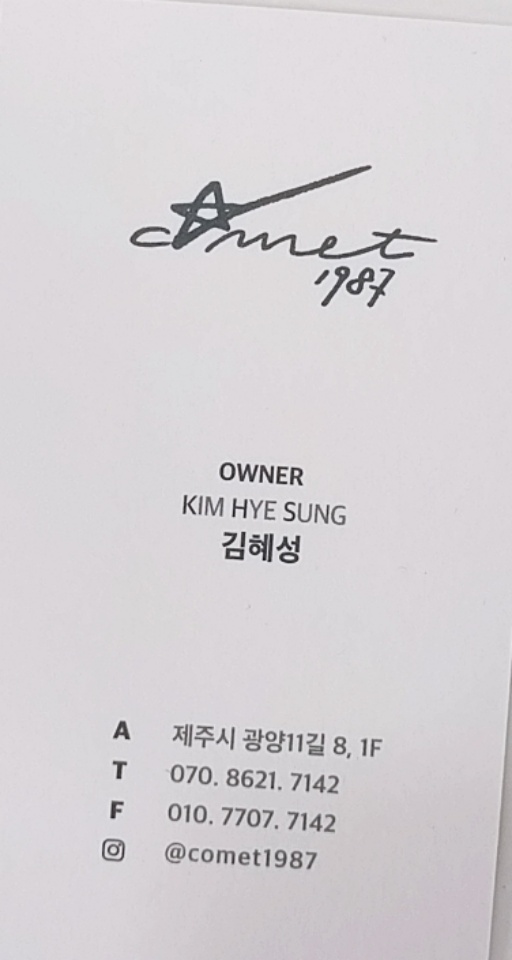 Comet
1987
OWNER
KIM HYE SUNG
김혜성
A 제주시 광양11길 8, 1F
T 070. 8621. 7142
F 010. 7707. 7142
@comet1987